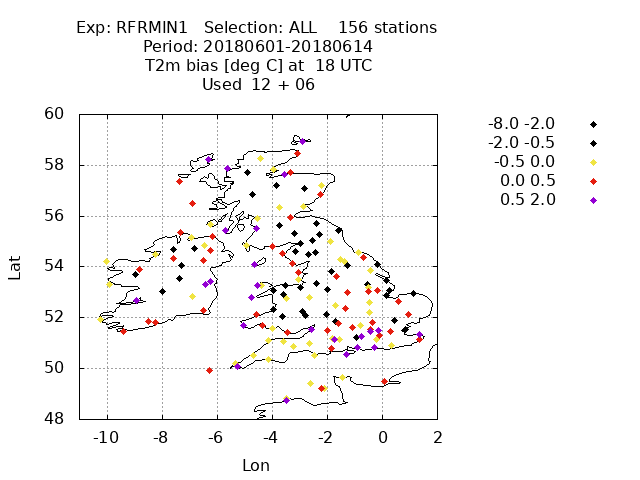 Exp: RFRMIN1 Selection: ALL 156 stations
Period: 20180601-20180614
T2m bias [deg C] at 18 UTC
Used 12 + 06
-8.0 -2.0
-2.0 -0.5
-0.5 0.0
0.0 0.5
0.5 2.0
60
58
56
54
52
50
48
Lat
-10 -8 -6 -4 -2 0 2
Lon